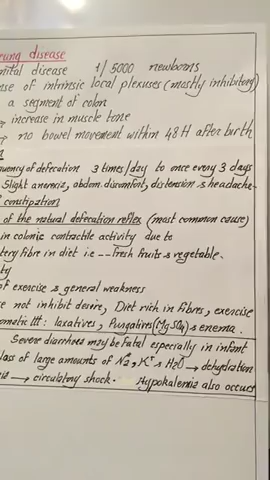 rung disease
nital disease 1/5000 newborns
nse of intrinsic local plexuses (mostly inhibitory)
a segment of colon
increase in muscle tone
no bowel movement within 48 H after birth
quency of defecation 3 times/day to once every 3 days
Slight anorexia, abdom. discomfort, distension & headache.
constipation
of the natural defecation reflex (most common cause)
in colonic contractile activity due to
tery fibre in diet i.e -- fresh fruits & vegetable.
ty
of exercise & general weakness
se not inhibit desire, Diet rich in fibres, exercise
omatic ttt: laxatives, Purgatives (MgSO4) & enema.
Severe diarrhoea may be fatal especially in infant
loss of large amounts of Na+, K+ & H2O → dehydration
→ circulatory shock. Hypokalemia also occurs